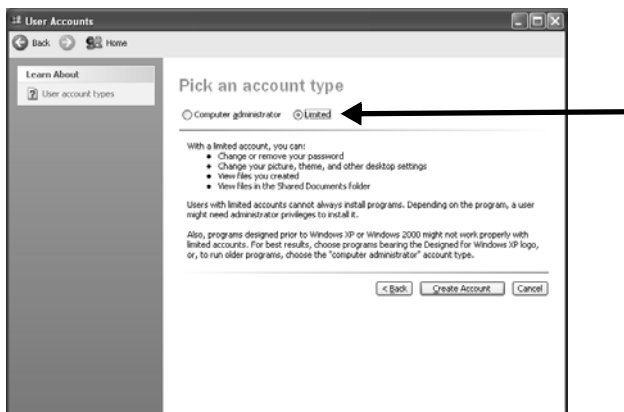 User Accounts
Back Home
Learn About
User account types
Pick an account type
Computer administrator Limited
With a limited account, you can:
• Change or remove your password
• Change your picture, theme, and other desktop settings
• View files you created
• View files in the Shared Documents folder
Users with limited accounts cannot always install programs. Depending on the program, a user
might need administrator privileges to install it.
Also, programs designed prior to Windows XP or Windows 2000 might not work properly with
limited accounts. For best results, choose programs bearing the Designed for Windows XP logo,
or, to run older programs, choose the "computer administrator" account type.
< Back Create Account Cancel